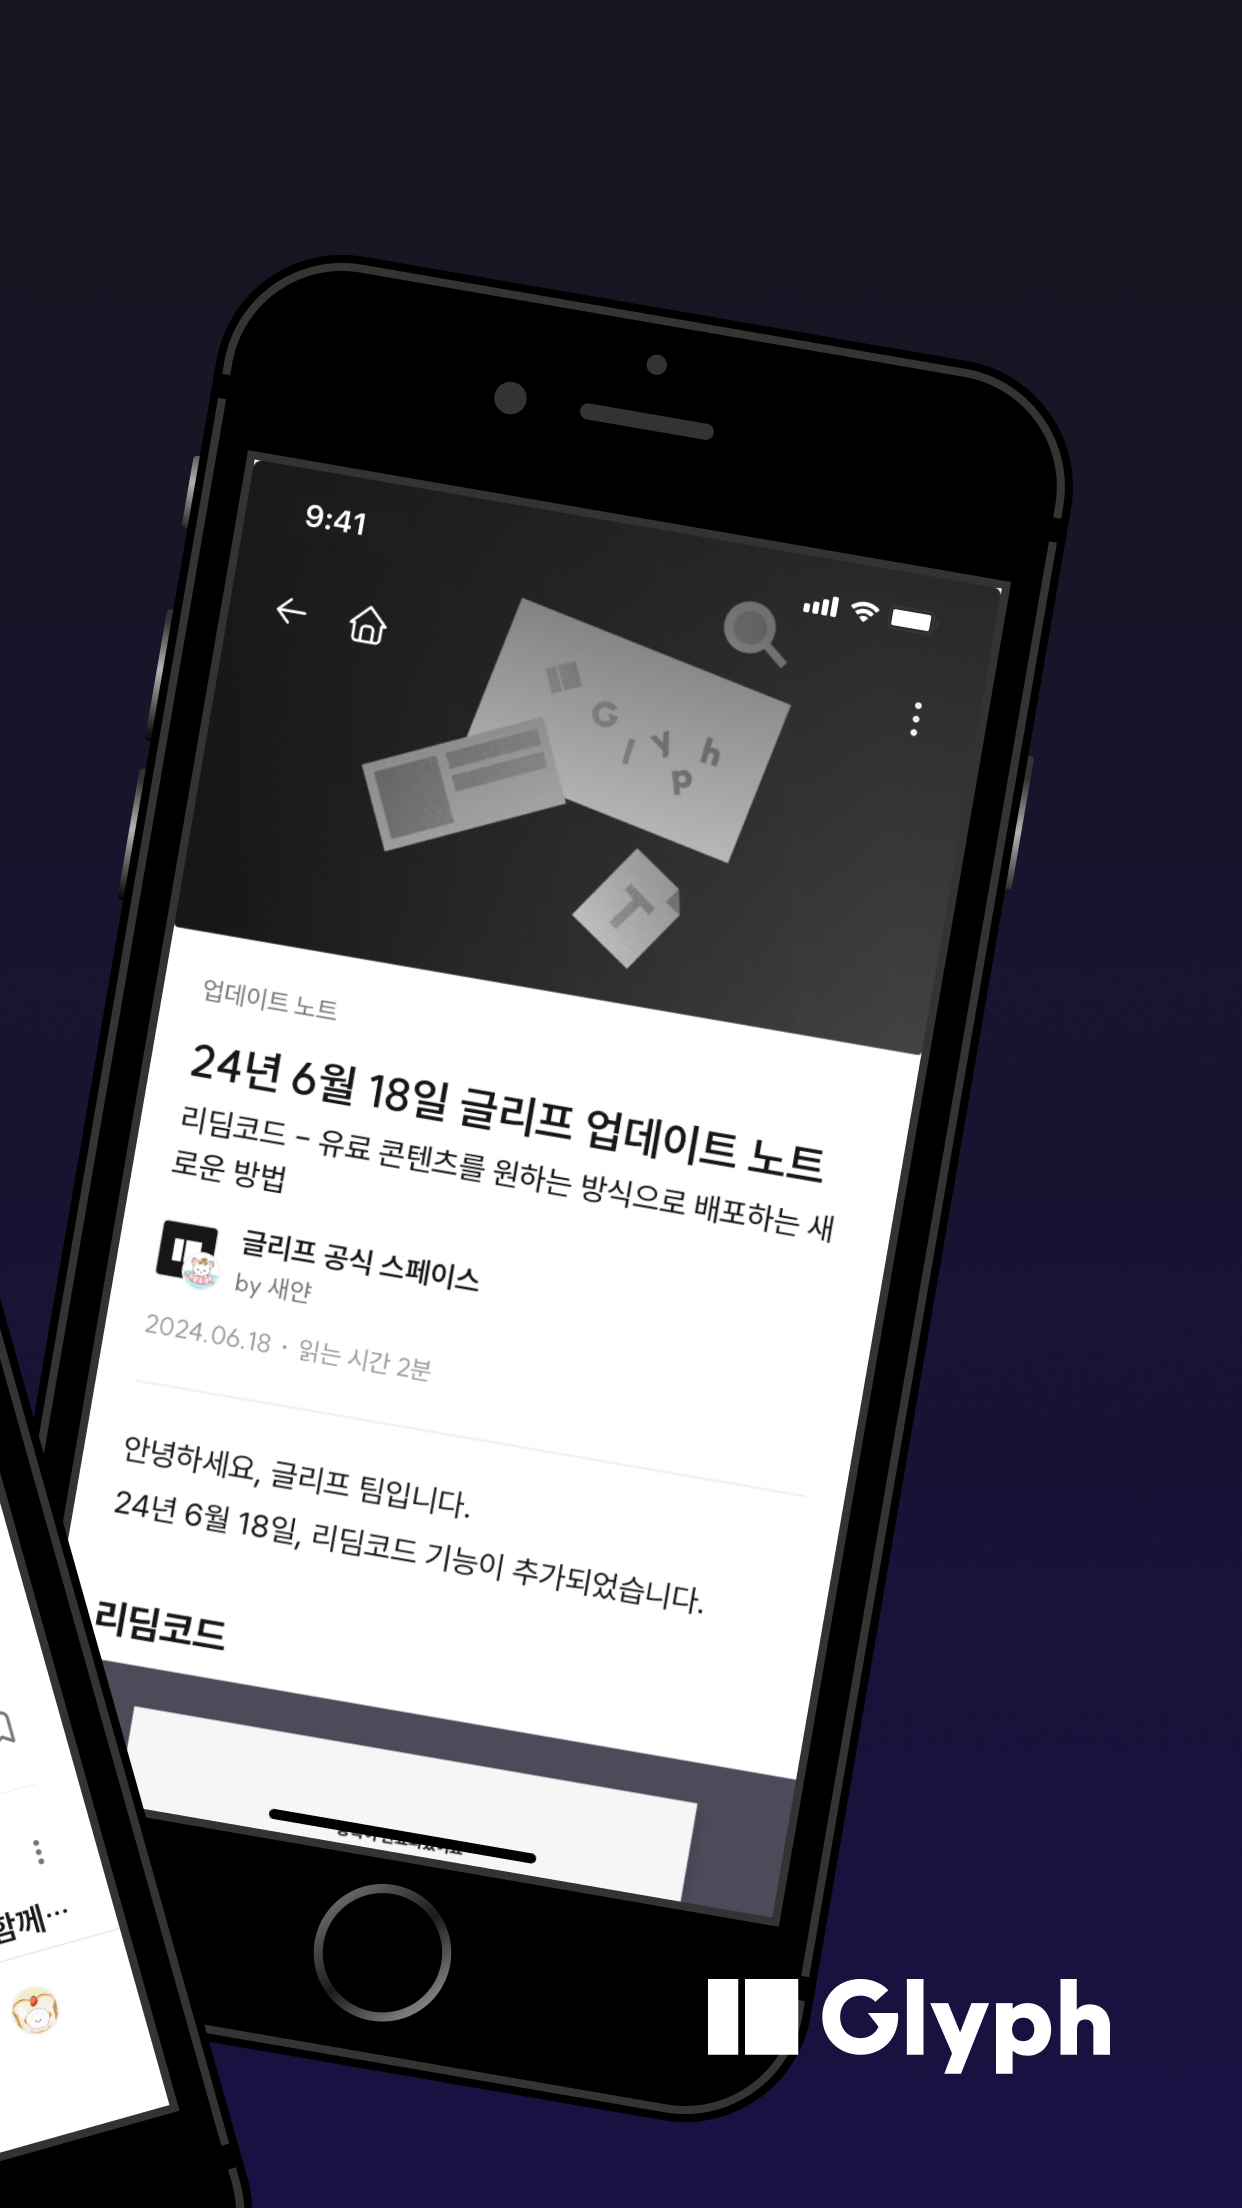 9:41
Glyph
T
업데이트 노트
24년 6월 18일 글리프 업데이트 노트
리딤코드 - 유료 콘텐츠를 원하는 방식으로 배포하는 새
로운 방법
글리프 공식 스페이스
by 새얀
2024.06.18 · 읽는 시간 2분
안녕하세요, 글리프 팀입니다.
24년 6월 18일, 리딤코드 기능이 추가되었습니다.
리딤코드
함께…
Glyph